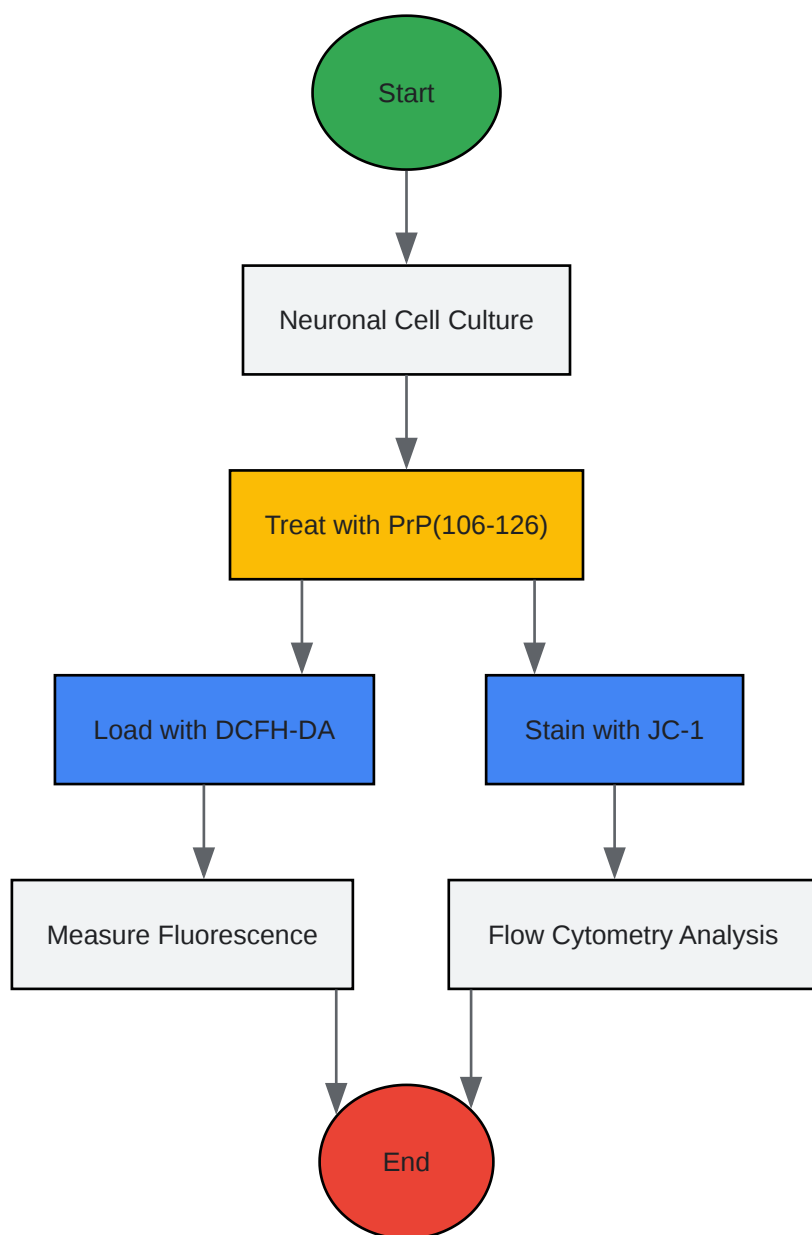 Start
Neuronal Cell Culture
Treat with PrP(106-126)
Load with DCFH-DA
Stain with JC-1
Measure Fluorescence
Flow Cytometry Analysis
End